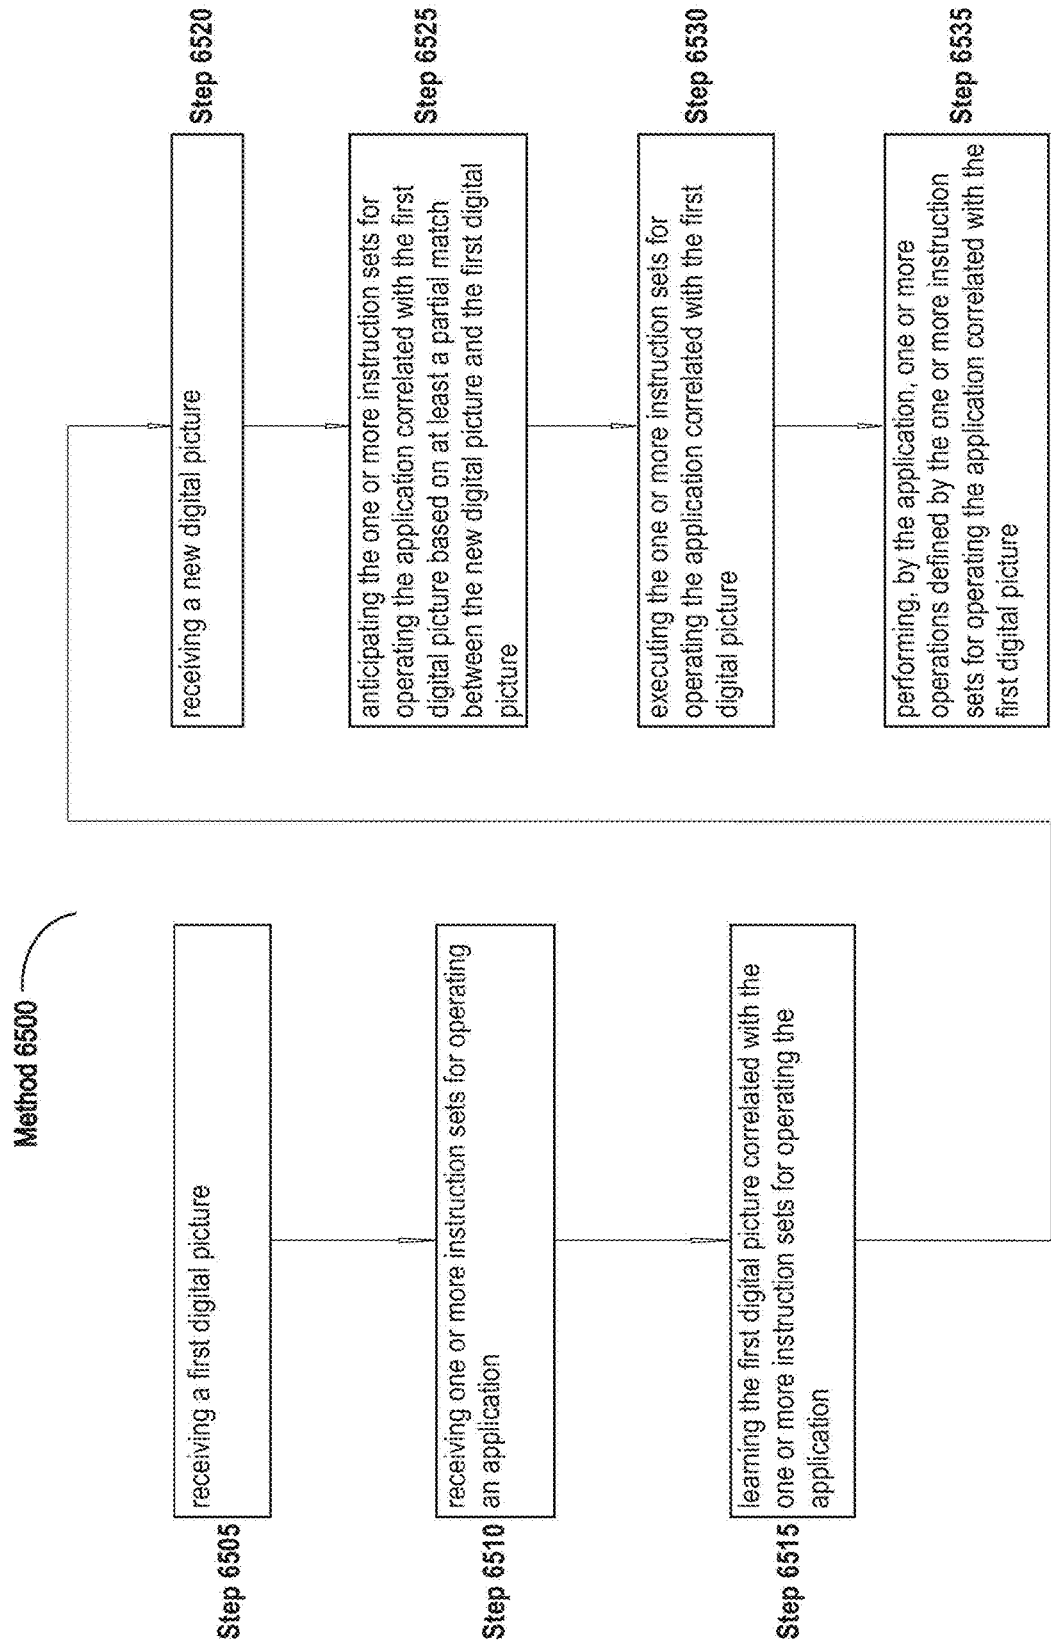 Method 6500
Step 6505
receiving a first digital picture
Step 6510
receiving one or more instruction sets for operating
an application
Step 6515
learning the first digital picture correlated with the
one or more instruction sets for operating the
application
Step 6520
receiving a new digital picture
Step 6525
anticipating the one or more instruction sets for
operating the application correlated with the first
digital picture based on at least a partial match
between the new digital picture and the first digital
picture
Step 6530
executing the one or more instruction sets for
operating the application correlated with the first
digital picture
Step 6535
performing, by the application, one or more
operations defined by the one or more instruction
sets for operating the application correlated with the
first digital picture